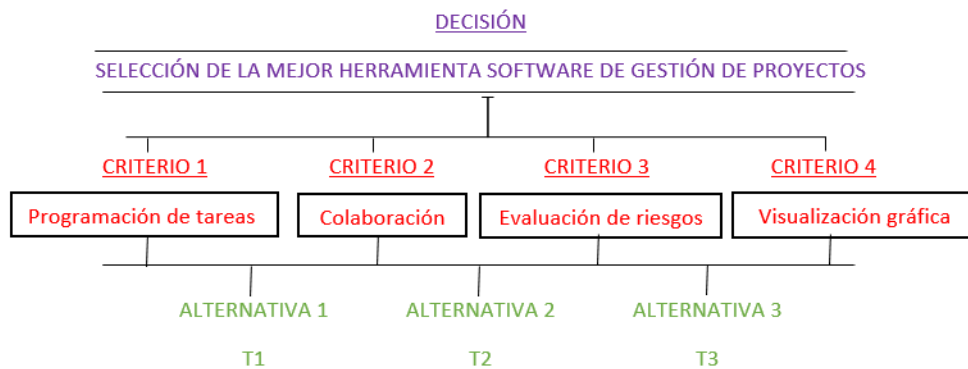 DECISIÓN
SELECCIÓN DE LA MEJOR HERRAMIENTA SOFTWARE DE GESTIÓN DE PROYECTOS
CRITERIO 1
CRITERIO 2
CRITERIO 3
CRITERIO 4
Programación de tareas
Colaboración
Evaluación de riesgos
Visualización gráfica
ALTERNATIVA 1
ALTERNATIVA 2
ALTERNATIVA 3
T1
T2
T3